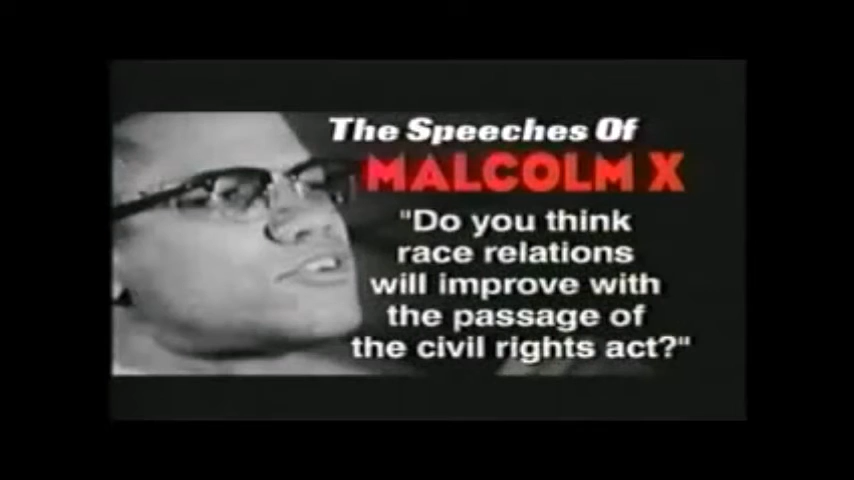 The Speeches Of
MALCOLM X
"Do you think
race relations
will improve with
the passage of
the civil rights act?"